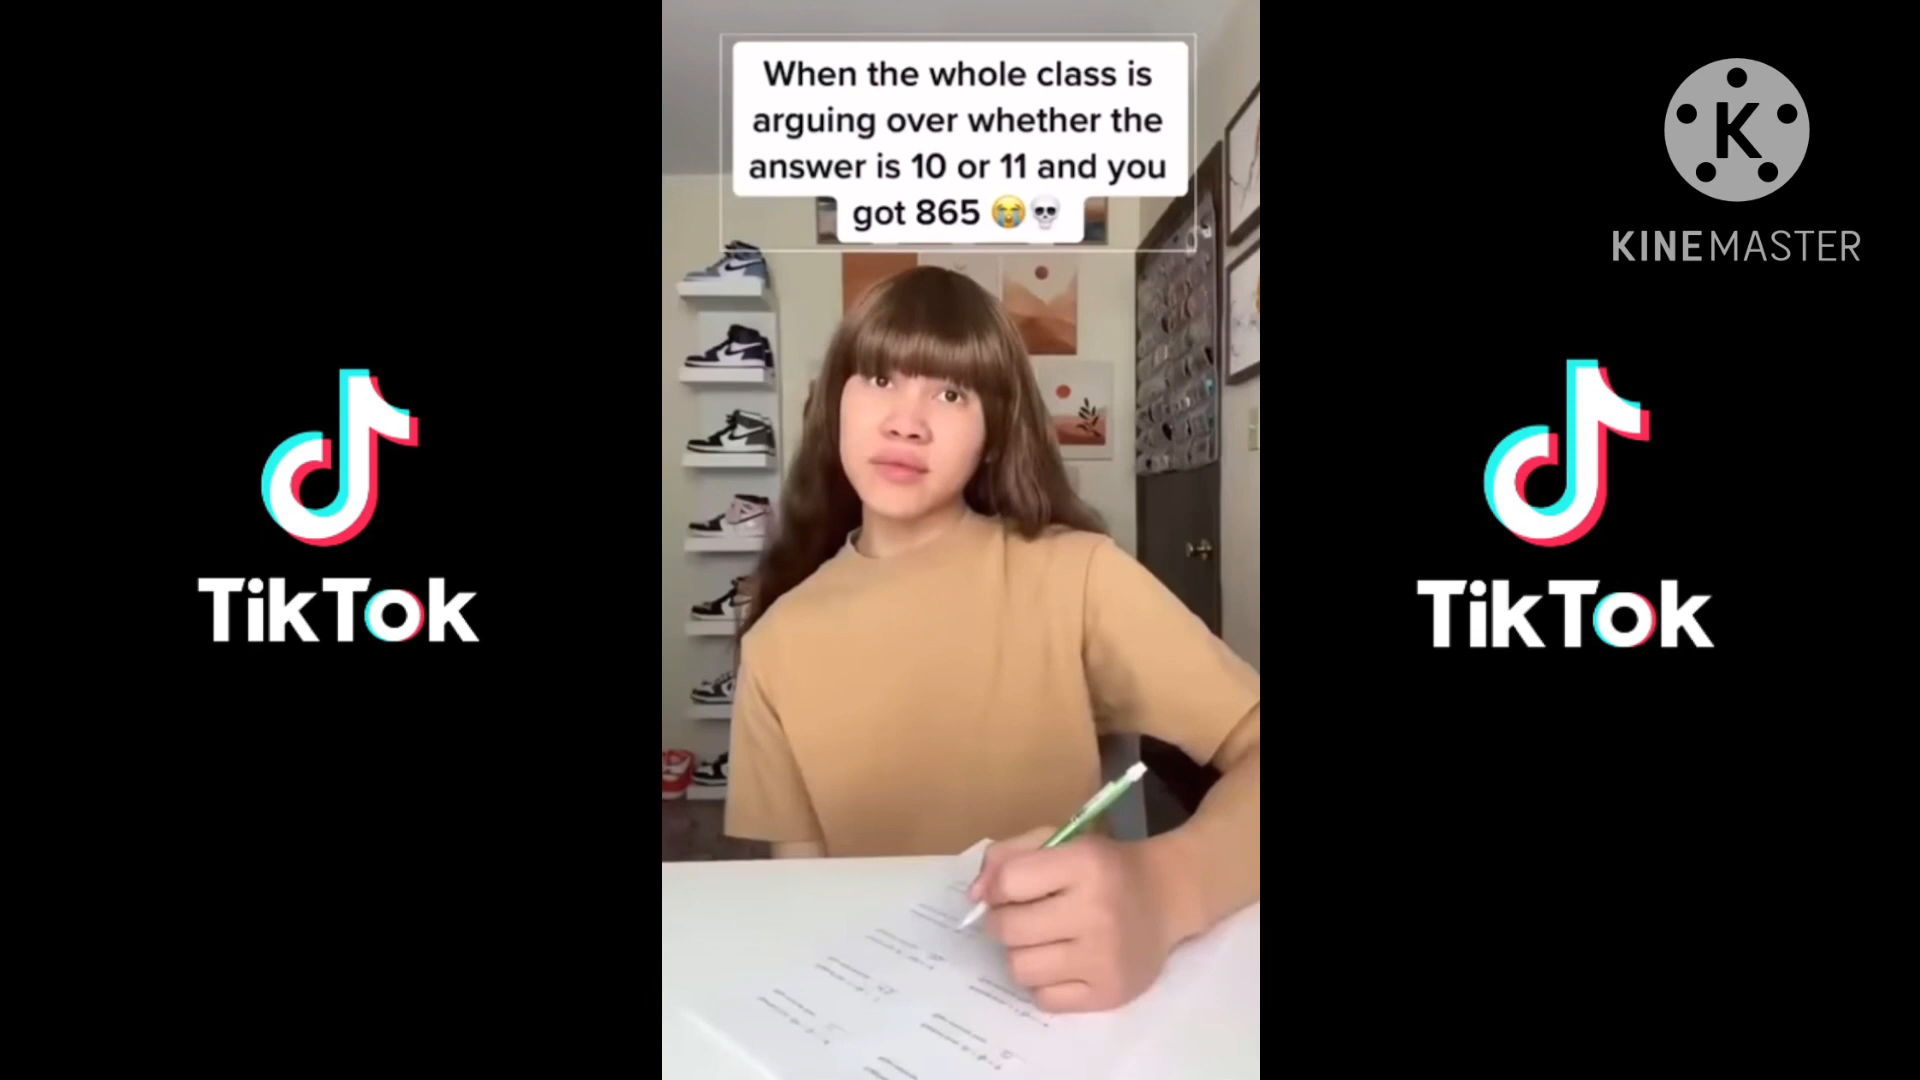 When the whole class is
arguing over whether the
answer is 10 or 11 and you
got 865 😭💀
K
KINEMASTER
TikTok
TikTok